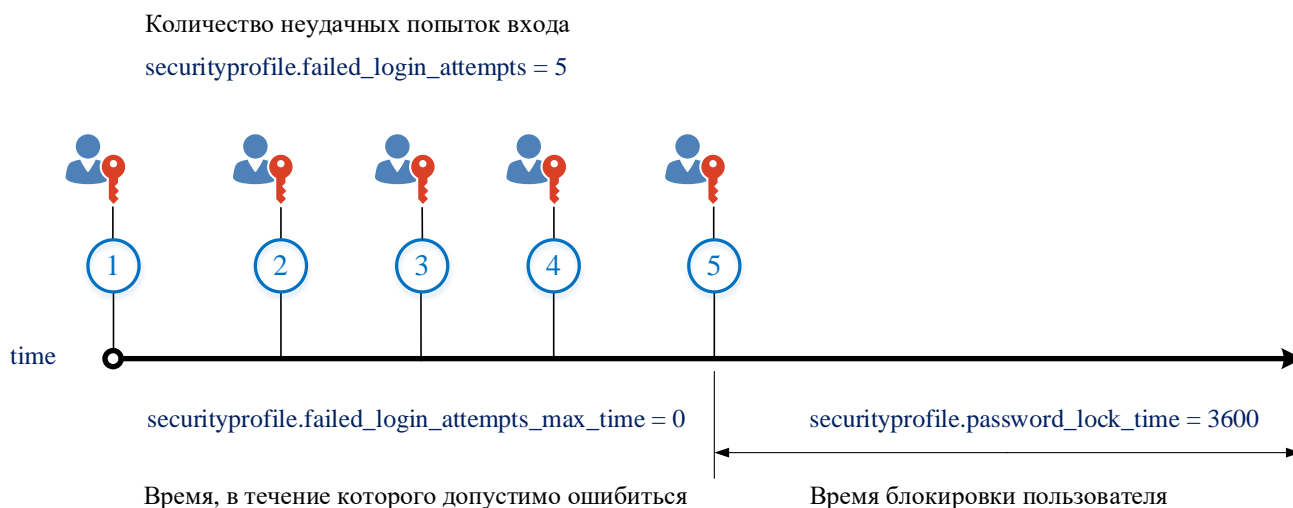 Количество неудачных попыток входа
securityprofile.failed_login_attempts = 5
1 2 3 4 5
time
securityprofile.failed_login_attempts_max_time = 0 securityprofile.password_lock_time = 3600
Время, в течение которого допустимо ошибиться Время блокировки пользователя